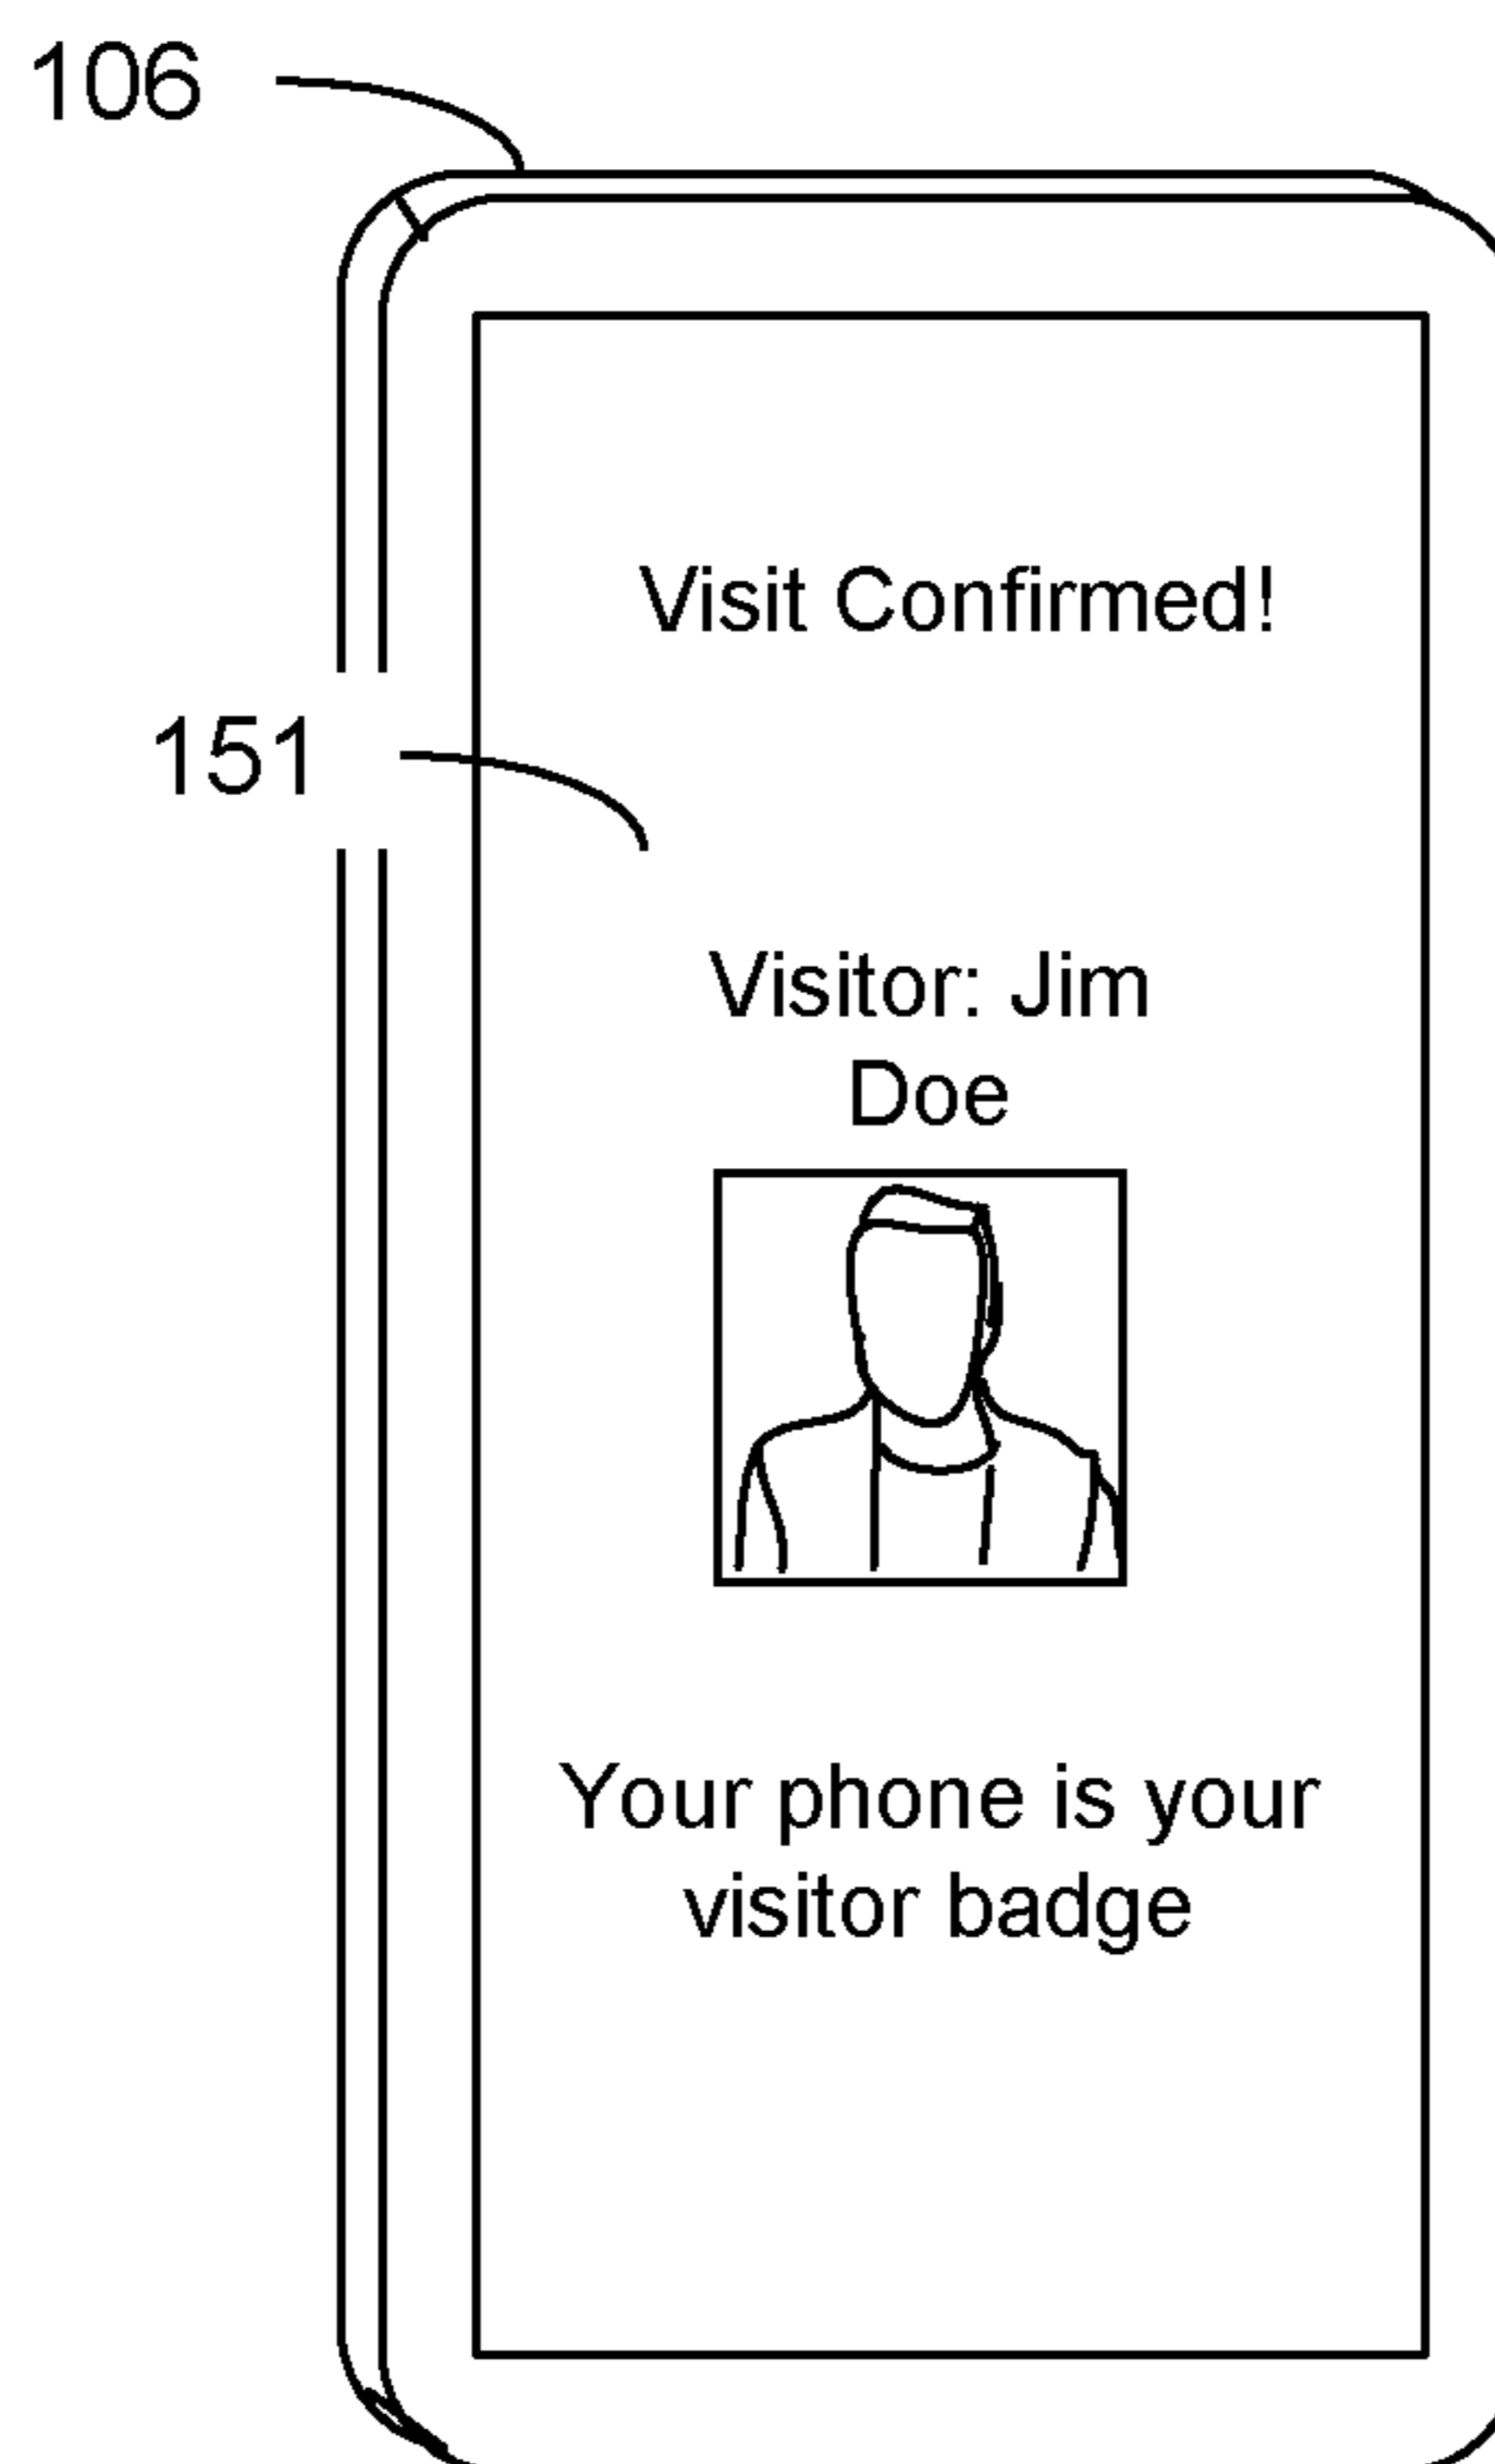 106
Visit Confirmed!
151
Visitor: Jim
Doe
Your phone is your
visitor badge